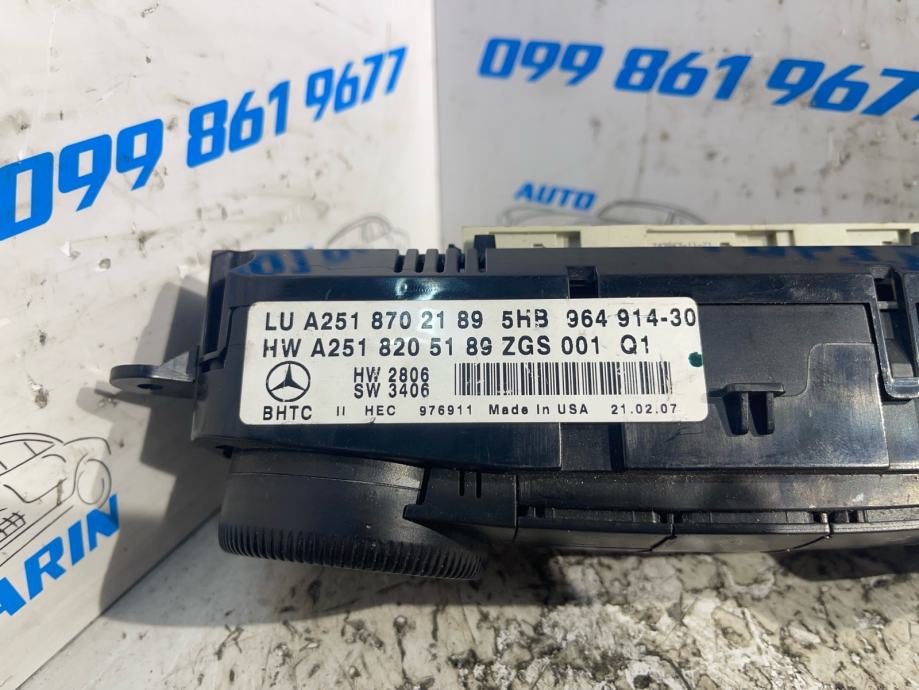 099 861 9677
099 861 9677
AUTO
LU A251 870 21 89 5HB 964 914-30
HW A251 820 51 89 ZGS 001 Q1
HW 2806
SW 3406
BHTC II HEC 976911 Made In USA 21.02.07
ARIN